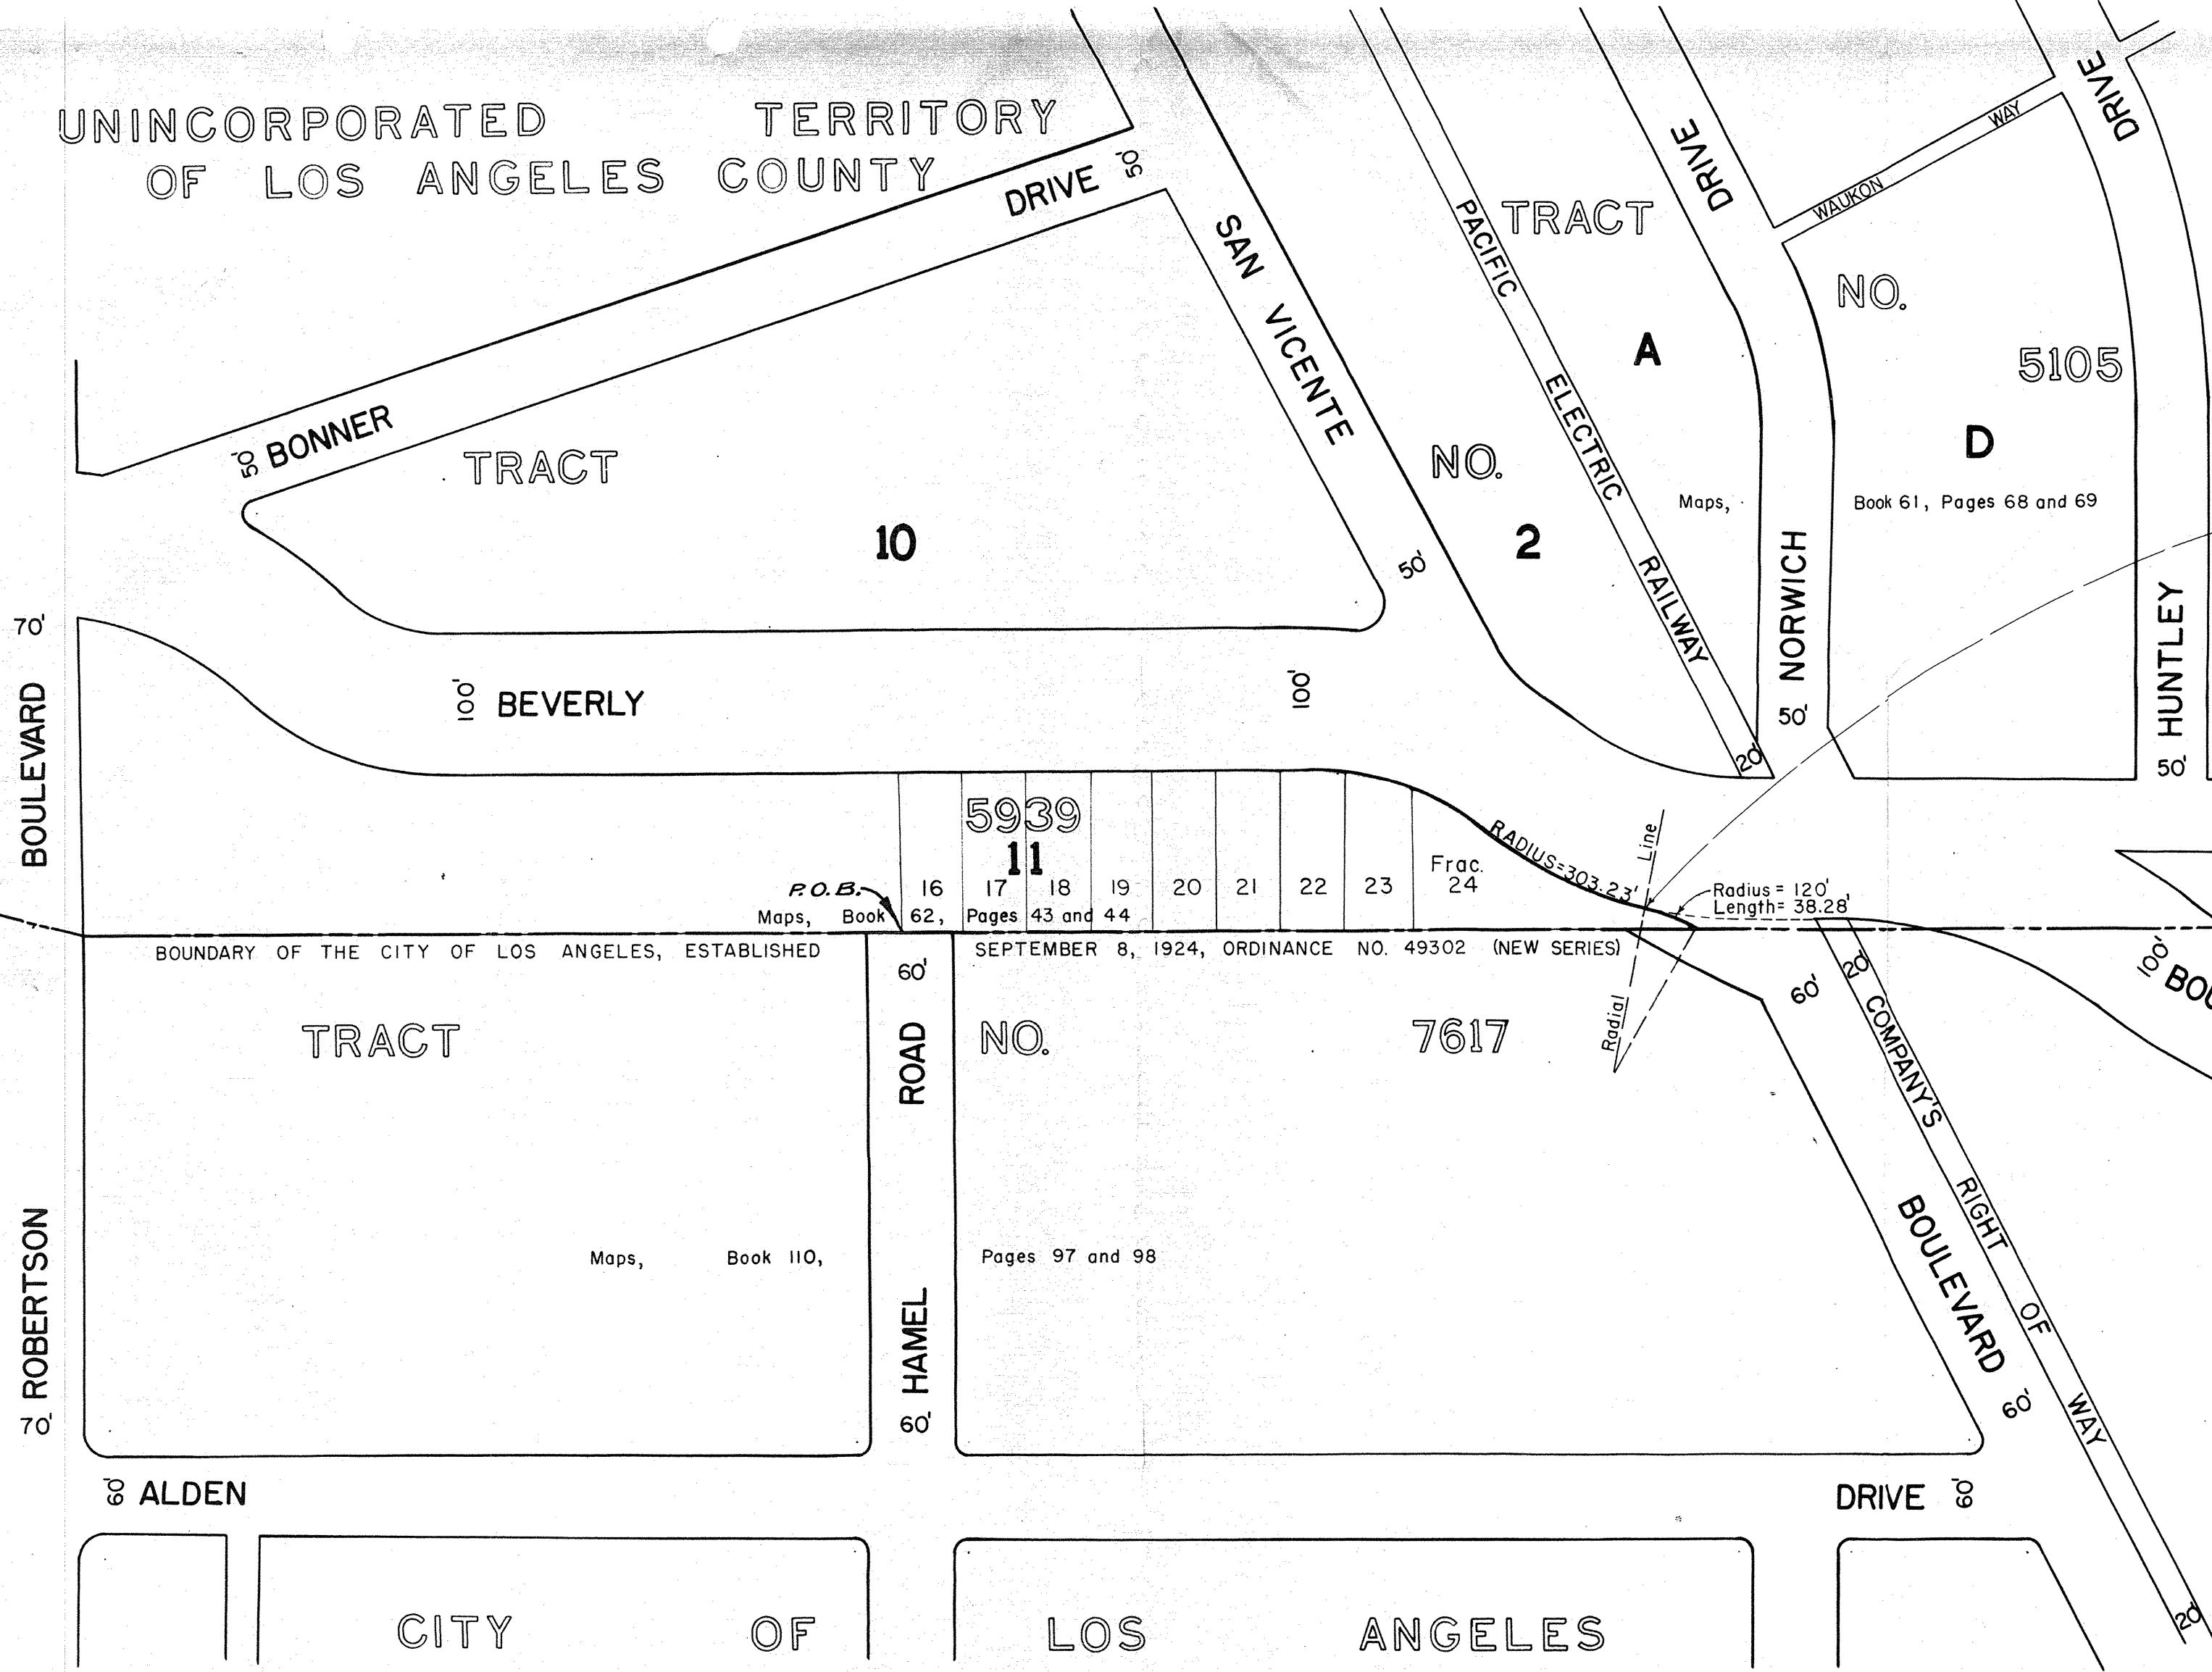 UNINCORPORATED TERRITORY
OF LOS ANGELES COUNTY
DRIVE
50'
SAN VICENTE
PACIFIC ELECTRIC RAILWAY
TRACT
DRIVE
WAUKON WAY
DRIVE
NO.
5105
A
D
50'
BONNER
TRACT
10
NO.
2
Maps, Book 61, Pages 68 and 69
50'
NORWICH
50'
HUNTLEY
50'
70'
BOULEVARD
100'
BEVERLY
100'
20'
5939
11
P.O.B.
16 17 18 19 20 21 22 23
Frac.
24
Maps, Book 62, Pages 43 and 44
RADIUS=303.23'
Line
Radial
Radius = 120'
Length= 38.28'
BOUNDARY OF THE CITY OF LOS ANGELES, ESTABLISHED SEPTEMBER 8, 1924, ORDINANCE NO. 49302 (NEW SERIES)
60'
60'
20'
100'
BOU
TRACT
NO.
7617
ROAD
COMPANY'S RIGHT OF WAY
BOULEVARD
Maps, Book 110, Pages 97 and 98
ROBERTSON
70'
HAMEL
60'
60'
60' ALDEN
DRIVE 60'
20'
CITY OF LOS ANGELES